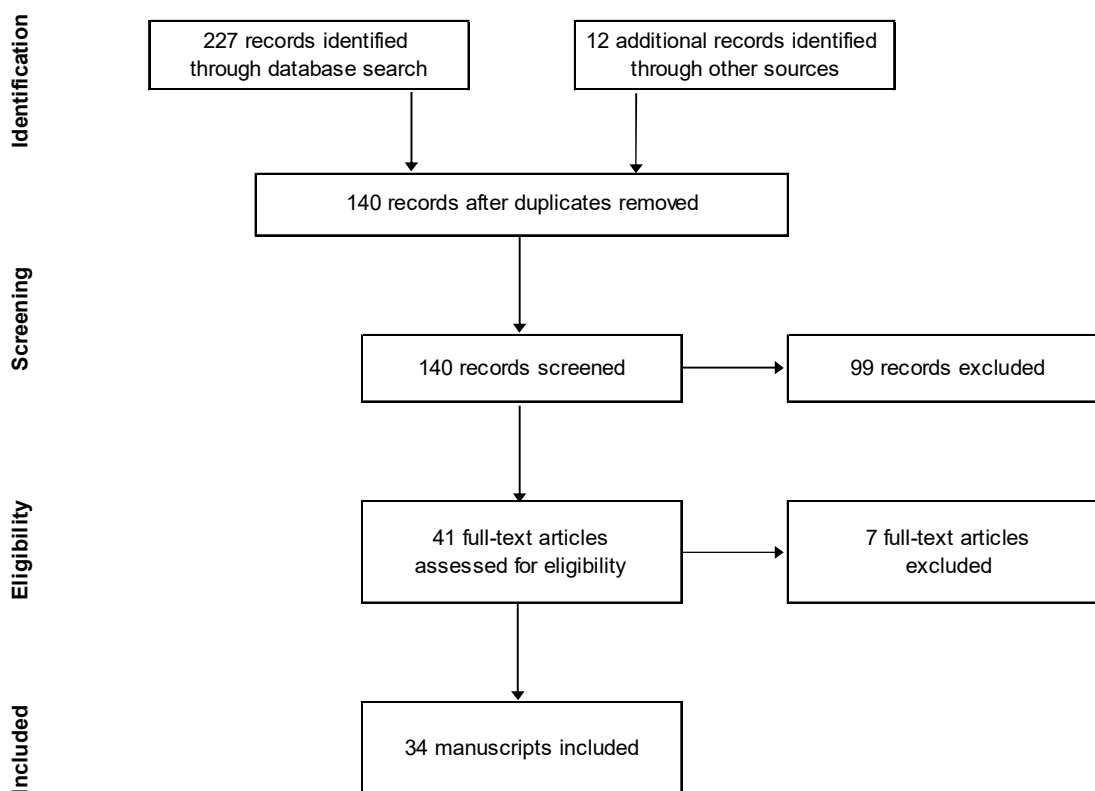 Identification
227 records identified
through database search
12 additional records identified
through other sources
140 records after duplicates removed
Screening
140 records screened
99 records excluded
Eligibility
41 full-text articles
assessed for eligibility
7 full-text articles
excluded
Included
34 manuscripts included